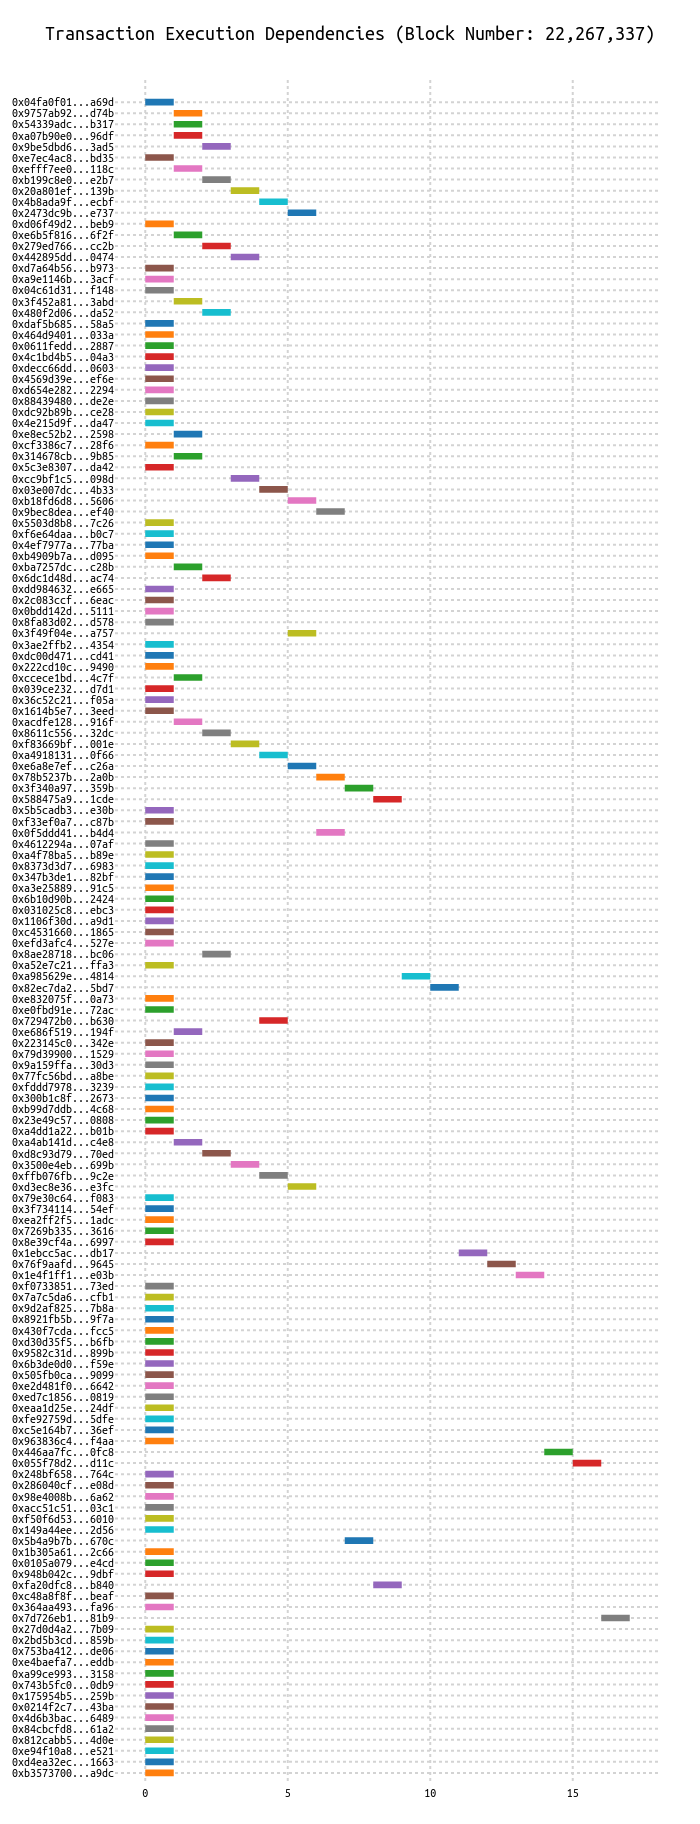 Transaction Execution Dependencies (Block Number: 22,267,337)
0x04fa0f01...a69d
0x9757ab92...d74b
0x54339adc...b317
0xa07b90e0...96df
0x9be5dbd6...3ad5
0xe7ec4ac8...bd35
0xefff7ee0...118c
0xb199c8e0...e2b7
0x20a801ef...139b
0x4b8ada9f...ecbf
0x2473dc9b...e737
0xd06f49d2...beb9
0xe6b5f816...6f2f
0x279ed766...cc2b
0x442895dd...0474
0xd7a64b56...b973
0xa9e1146b...3acf
0x04c61d31...f148
0x3f452a81...3abd
0x480f2d06...da52
0xdaf5b685...58a5
0x464d9401...033a
0x0611fedd...2887
0x4c1bd4b5...04a3
0xdecc66dd...0603
0x4569d39e...ef6e
0xd654e282...2294
0x88439480...de2e
0xdc92b89b...ce28
0x4e215d9f...da47
0xe8ec52b2...2598
0xcf3386c7...28f6
0x314678cb...9b85
0x5c3e8307...da42
0xcc9bf1c5...098d
0x03e007dc...4b33
0xb18fd6d8...5606
0x9bec8dea...ef40
0x5503d8b8...7c26
0xf6e64daa...b0c7
0x4ef7977a...77ba
0xb4909b7a...d095
0xba7257dc...c28b
0x6dc1d48d...ac74
0xdd984632...e665
0x2c083ccf...6eac
0x0bdd142d...5111
0x8fa83d02...d578
0x3f49f04e...a757
0x3ae2ffb2...4354
0xdc00d471...cd41
0x222cd10c...9490
0xccece1bd...4c7f
0x039ce232...d7d1
0x36c52c21...f05a
0x1614b5e7...3eed
0xacdfe128...916f
0x8611c556...32dc
0xf83669bf...001e
0xa4918131...0f66
0xe6a8e7ef...c26a
0x78b5237b...2a0b
0x3f340a97...359b
0x588475a9...1cde
0x5b5cadb3...e30b
0xf33ef0a7...c87b
0x0f5ddd41...b4d4
0x4612294a...07af
0xa4f78ba5...b89e
0x8373d3d7...6983
0x347b3de1...82bf
0xa3e25889...91c5
0x6b10d90b...2424
0x031025c8...ebc3
0x1106f30d...a9d1
0xc4531660...1865
0xefd3afc4...527e
0x8ae28718...bc06
0xa52e7c21...ffa3
0xa985629e...4814
0x82ec7da2...5bd7
0xe832075f...0a73
0xe0fbd91e...72ac
0x729472b0...b630
0xe686f519...194f
0x223145c0...342e
0x79d39900...1529
0x9a159ffa...30d3
0x77fc56bd...a8be
0xfddd7978...3239
0x300b1c8f...2673
0xb99d7ddb...4c68
0x23e49c57...0808
0xa4dd1a22...b01b
0xa4ab141d...c4e8
0xd8c93d79...70ed
0x3500e4eb...699b
0xffb076fb...9c2e
0xd3ec8e36...e3fc
0x79e30c64...f083
0x3f734114...54ef
0xea2ff2f5...1adc
0x7269b335...3616
0x8e39cf4a...6997
0x1ebcc5ac...db17
0x76f9aafd...9645
0x1e4f1ff1...e03b
0xf0733851...73ed
0x7a7c5da6...cfb1
0x9d2af825...7b8a
0x8921fb5b...9f7a
0x430f7cda...fcc5
0xd30d35f5...b6fb
0x9582c31d...899b
0x6b3de0d0...f59e
0x505fb0ca...9099
0xe2d481f0...6642
0xed7c1856...0819
0xeaa1d25e...24df
0xfe92759d...5dfe
0xc5e164b7...36ef
0x963836c4...f4aa
0x446aa7fc...0fc8
0x055f78d2...d11c
0x248bf658...764c
0x286040cf...e08d
0x98e4008b...6a62
0xacc51c51...03c1
0xf50f6d53...6010
0x149a44ee...2d56
0x5b4a9b7b...670c
0x1b305a61...2c66
0x0105a079...e4cd
0x948b042c...9dbf
0xfa20dfc8...b840
0xc48a8f8f...beaf
0x364aa493...fa96
0x7d726eb1...81b9
0x27d0d4a2...7b09
0x2bd5b3cd...859b
0x753ba412...de06
0xe4baefa7...eddb
0xa99ce993...3158
0x743b5fc0...0db9
0x175954b5...259b
0x0214f2c7...43ba
0x4d6b3bac...6489
0x84cbcfd8...61a2
0x812cabb5...4d0e
0xe94f10a8...e521
0xd4ea32ec...1663
0xb3573700...a9dc
0 5 10 15